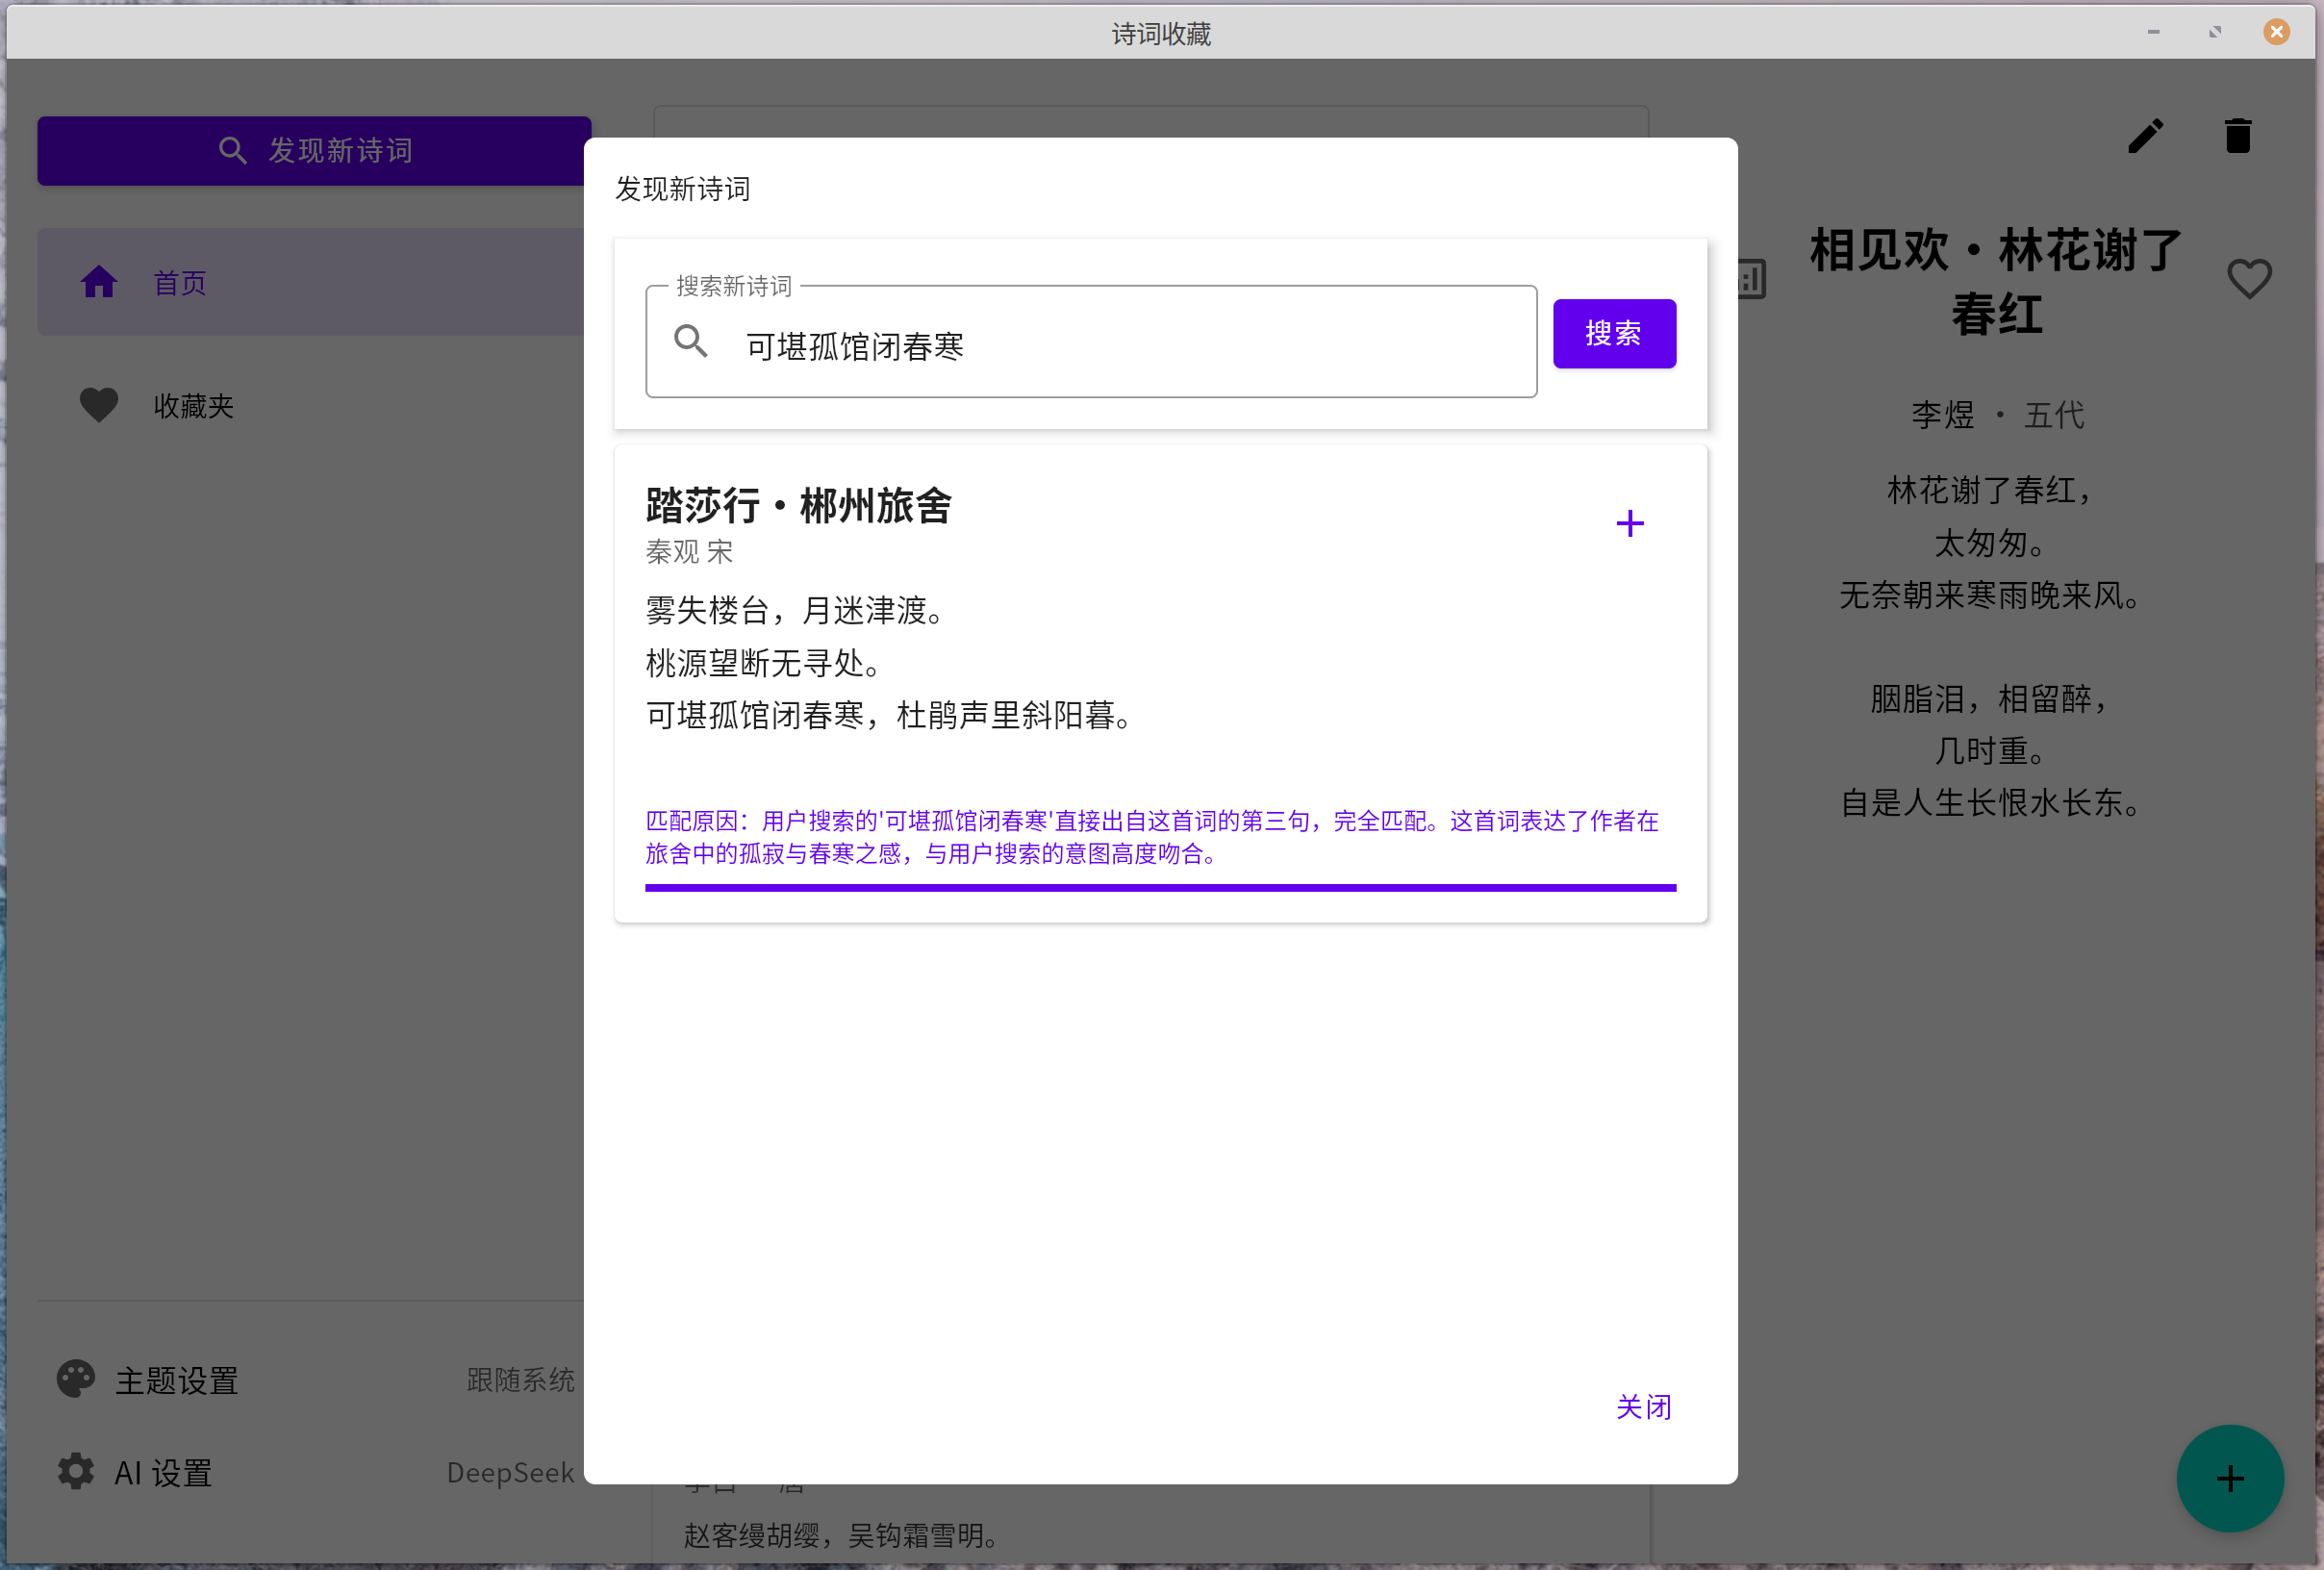 诗词收藏
发现新诗词
首页
收藏夹
主题设置 跟随系统
AI 设置 DeepSeek
发现新诗词
搜索新诗词
可堪孤馆闭春寒
搜索
踏莎行·郴州旅舍
秦观 宋
雾失楼台，月迷津渡。
桃源望断无寻处。
可堪孤馆闭春寒，杜鹃声里斜阳暮。
匹配原因：用户搜索的'可堪孤馆闭春寒'直接出自这首词的第三句，完全匹配。这首词表达了作者在
旅舍中的孤寂与春寒之感，与用户搜索的意图高度吻合。
关闭
赵客缦胡缨，吴钩霜雪明。
相见欢·林花谢了
春红
李煜 · 五代
林花谢了春红，
太匆匆。
无奈朝来寒雨晚来风。
胭脂泪，相留醉，
几时重。
自是人生长恨水长东。